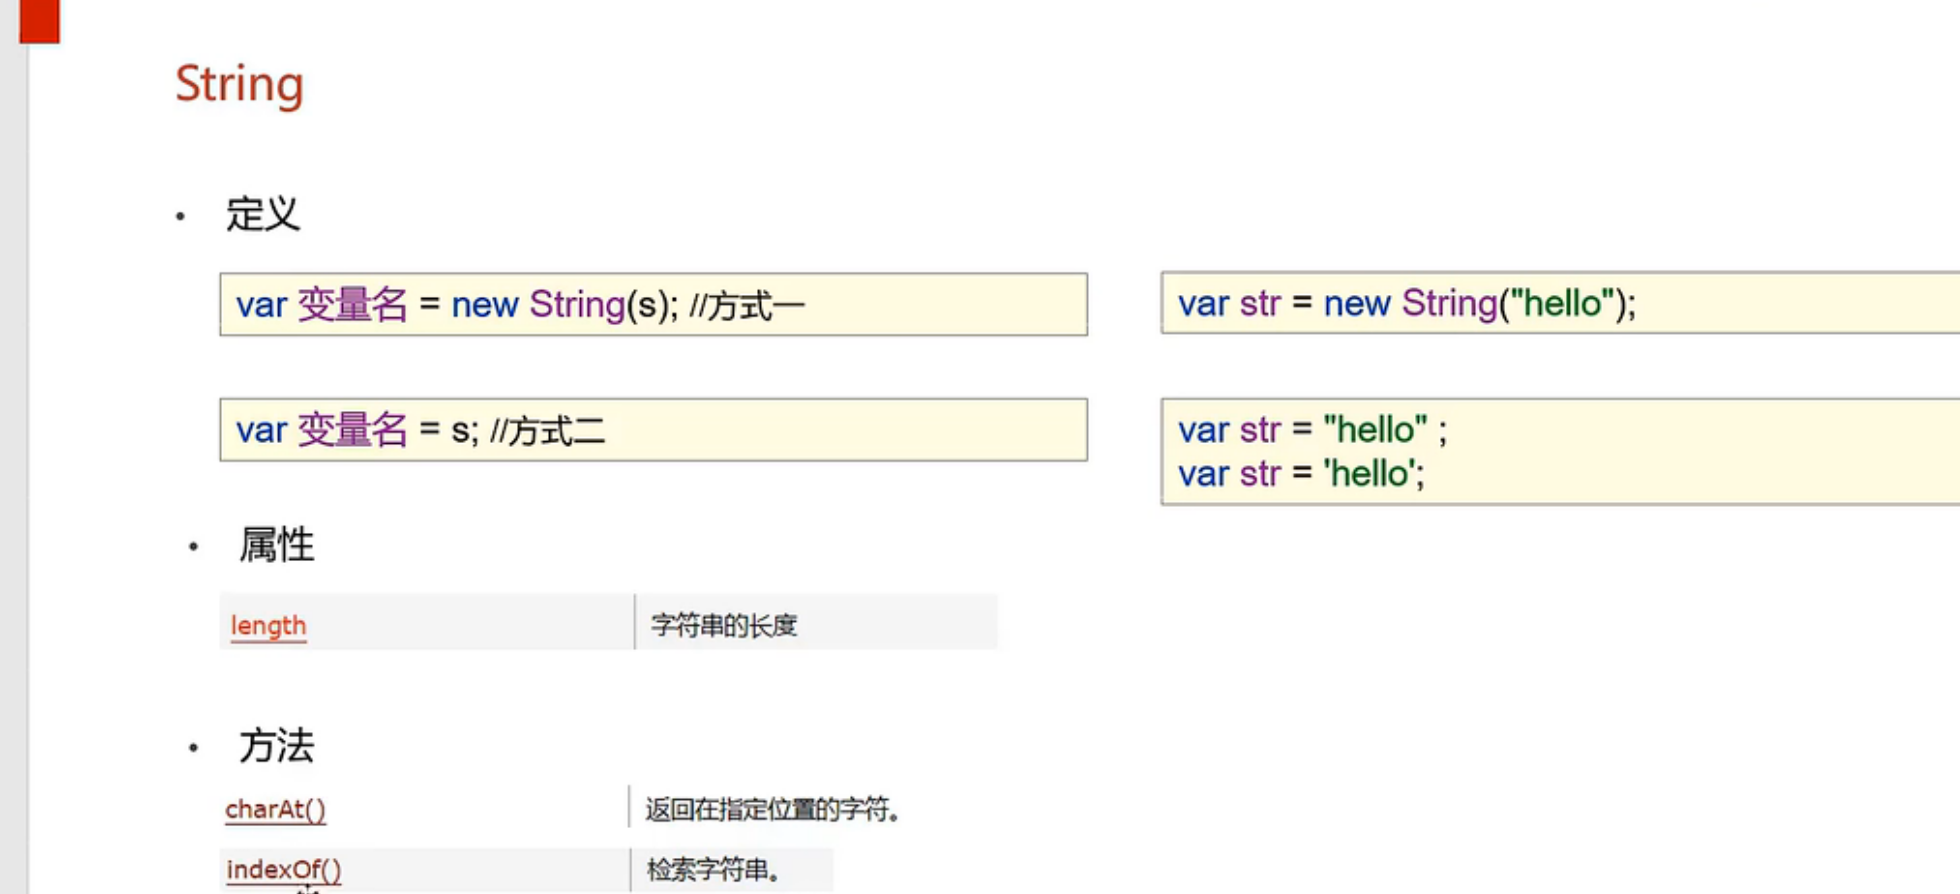 String
• 定义
var 变量名 = new String(s); //方式一
var str = new String("hello");
var 变量名 = s; //方式二
var str = "hello" ;
var str = 'hello';
• 属性
length 字符串的长度
• 方法
charAt() 返回在指定位置的字符。
indexOf() 检索字符串。